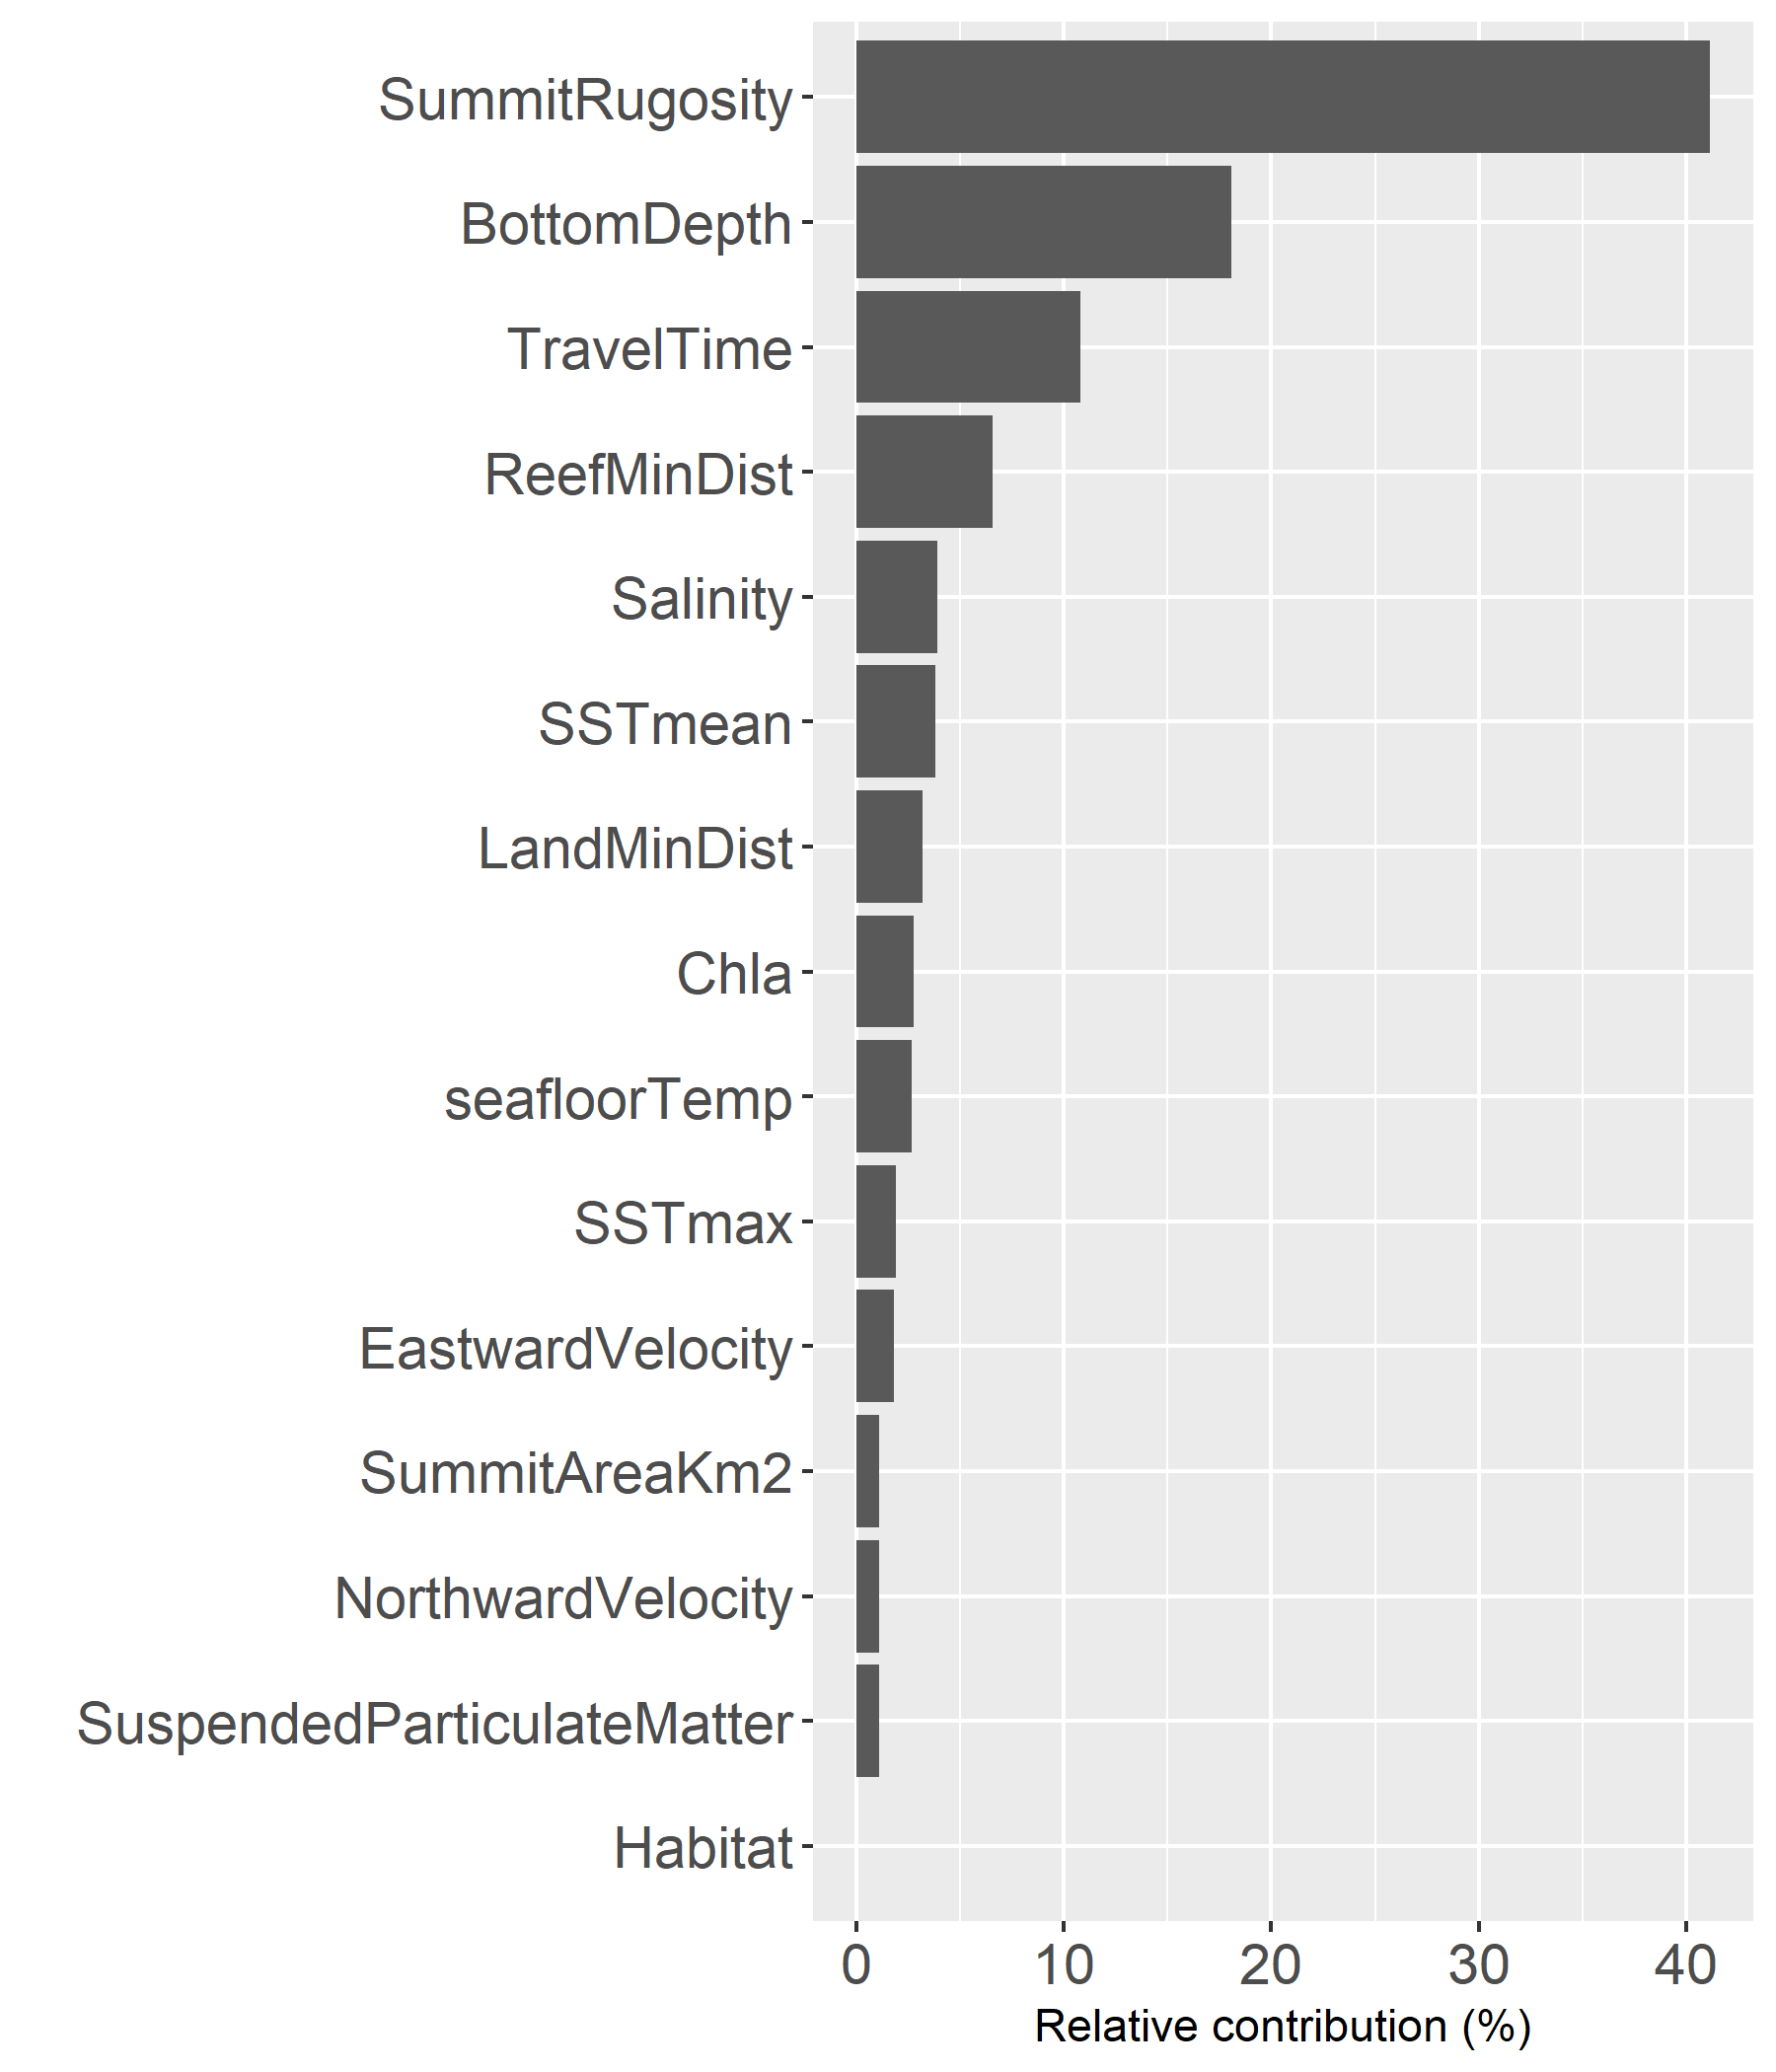 SummitRugosity
BottomDepth
TravelTime
ReefMinDist
Salinity
SSTmean
LandMinDist
Chla
seafloorTemp
SSTmax
EastwardVelocity
SummitAreaKm2
NorthwardVelocity
SuspendedParticulateMatter
Habitat
0 10 20 30 40
Relative contribution (%)